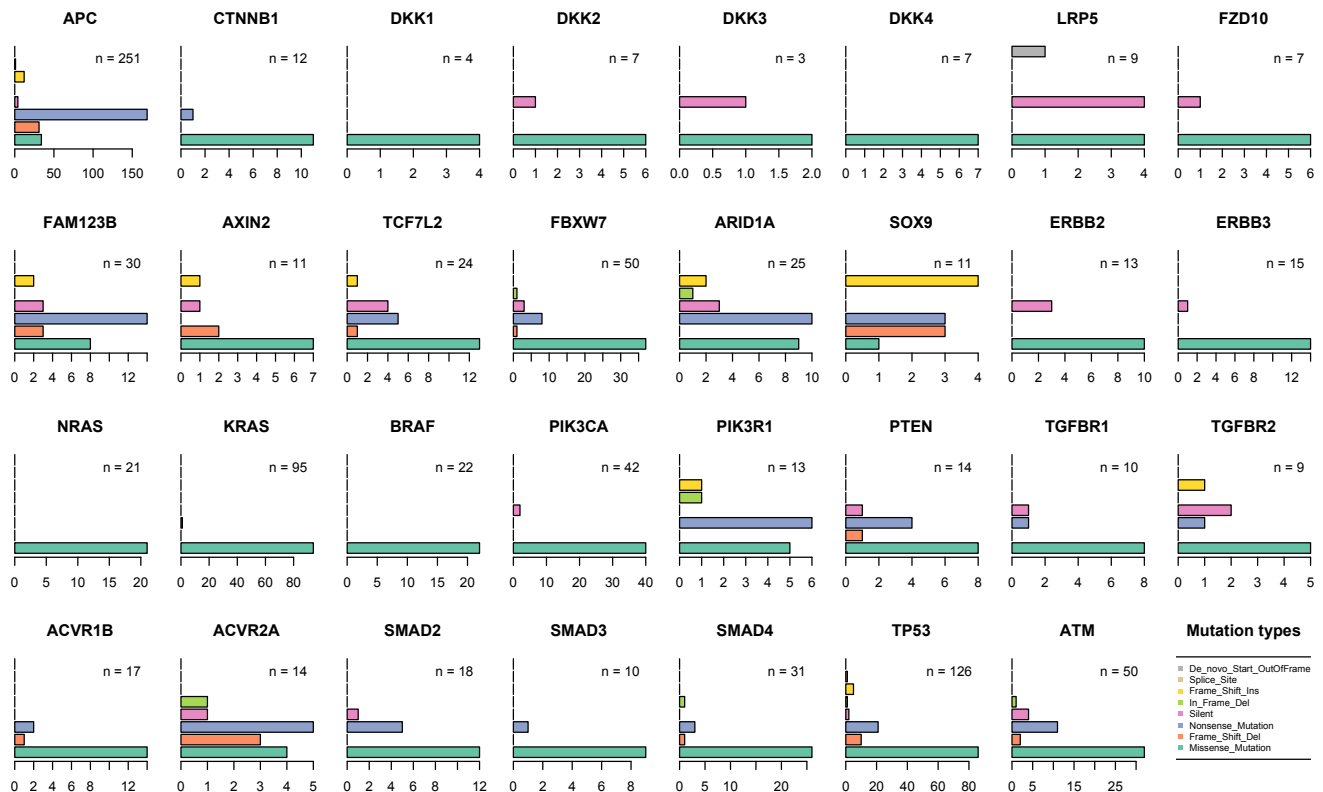 APC CTNNB1 DKK1 DKK2 DKK3 DKK4 LRP5 FZD10
n = 251 n = 12 n = 4 n = 7 n = 3 n = 7 n = 9 n = 7
0 50 100 150 0 2 4 6 8 10 0 1 2 3 4 0 1 2 3 4 5 6 0.0 0.5 1.0 1.5 2.0 0 1 2 3 4 5 6 7 0 1 2 3 4 0 1 2 3 4 5 6
FAM123B AXIN2 TCF7L2 FBXW7 ARID1A SOX9 ERBB2 ERBB3
n = 30 n = 11 n = 24 n = 50 n = 25 n = 11 n = 13 n = 15
0 2 4 6 8 12 0 1 2 3 4 5 6 7 0 2 4 6 8 12 0 10 20 30 0 2 4 6 8 10 0 1 2 3 4 0 2 4 6 8 10 0 2 4 6 8 12
NRAS KRAS BRAF PIK3CA PIK3R1 PTEN TGFBR1 TGFBR2
n = 21 n = 95 n = 22 n = 42 n = 13 n = 14 n = 10 n = 9
0 5 10 15 20 0 20 40 60 80 0 5 10 15 20 0 10 20 30 40 0 1 2 3 4 5 6 0 2 4 6 8 0 2 4 6 8 0 1 2 3 4 5
ACVR1B ACVR2A SMAD2 SMAD3 SMAD4 TP53 ATM Mutation types
n = 17 n = 14 n = 18 n = 10 n = 31 n = 126 n = 50
De_novo_Start_OutOfFrame
Splice_Site
Frame_Shift_Ins
In_Frame_Del
Silent
Nonsense_Mutation
Frame_Shift_Del
Missense_Mutation
0 2 4 6 8 12 0 1 2 3 4 5 0 2 4 6 8 10 12 0 2 4 6 8 0 5 15 25 0 20 40 60 80 0 5 15 25